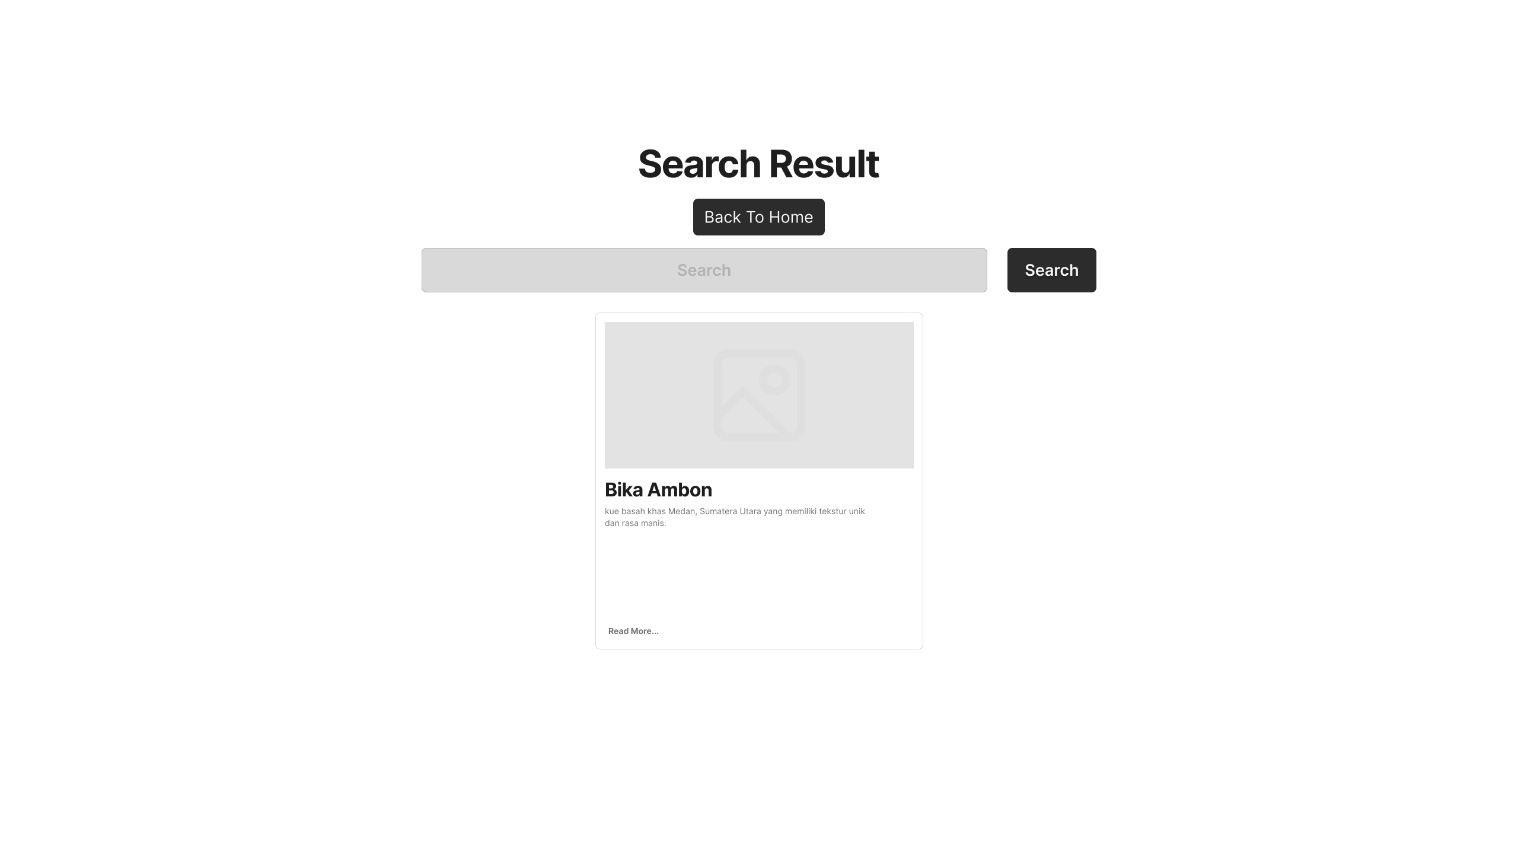 Search Result
Back To Home
Search
Search
Bika Ambon
kue basah khas Medan, Sumatera Utara yang memiliki tekstur unik
dan rasa manis.
Read More...